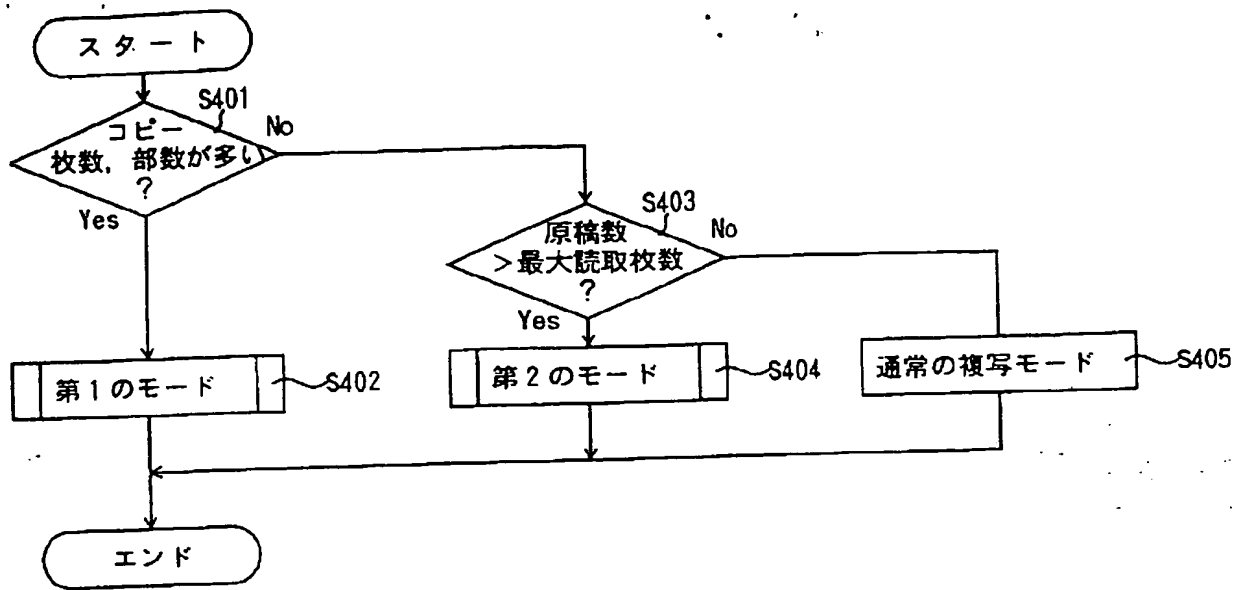 スタート
S401
コピー
枚数，部数が多い
?
No
Yes
S403
原稿数
＞最大読取枚数
?
No
Yes
第1のモード
S402
第2のモード
S404
通常の複写モード
S405
エンド